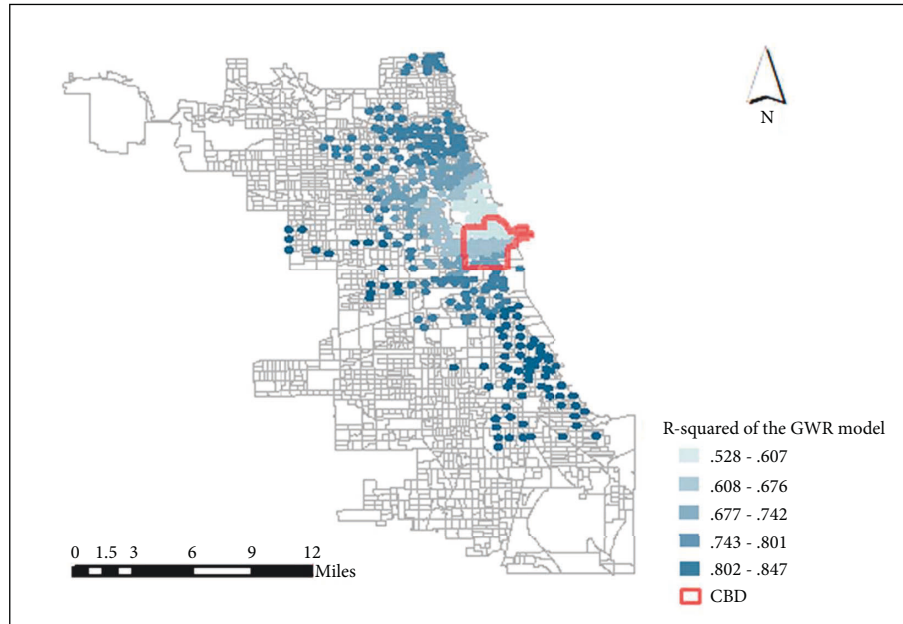 N
R-squared of the GWR model
.528 - .607
.608 - .676
.677 - .742
.743 - .801
.802 - .847
CBD
0 1.5 3 6 9 12
Miles